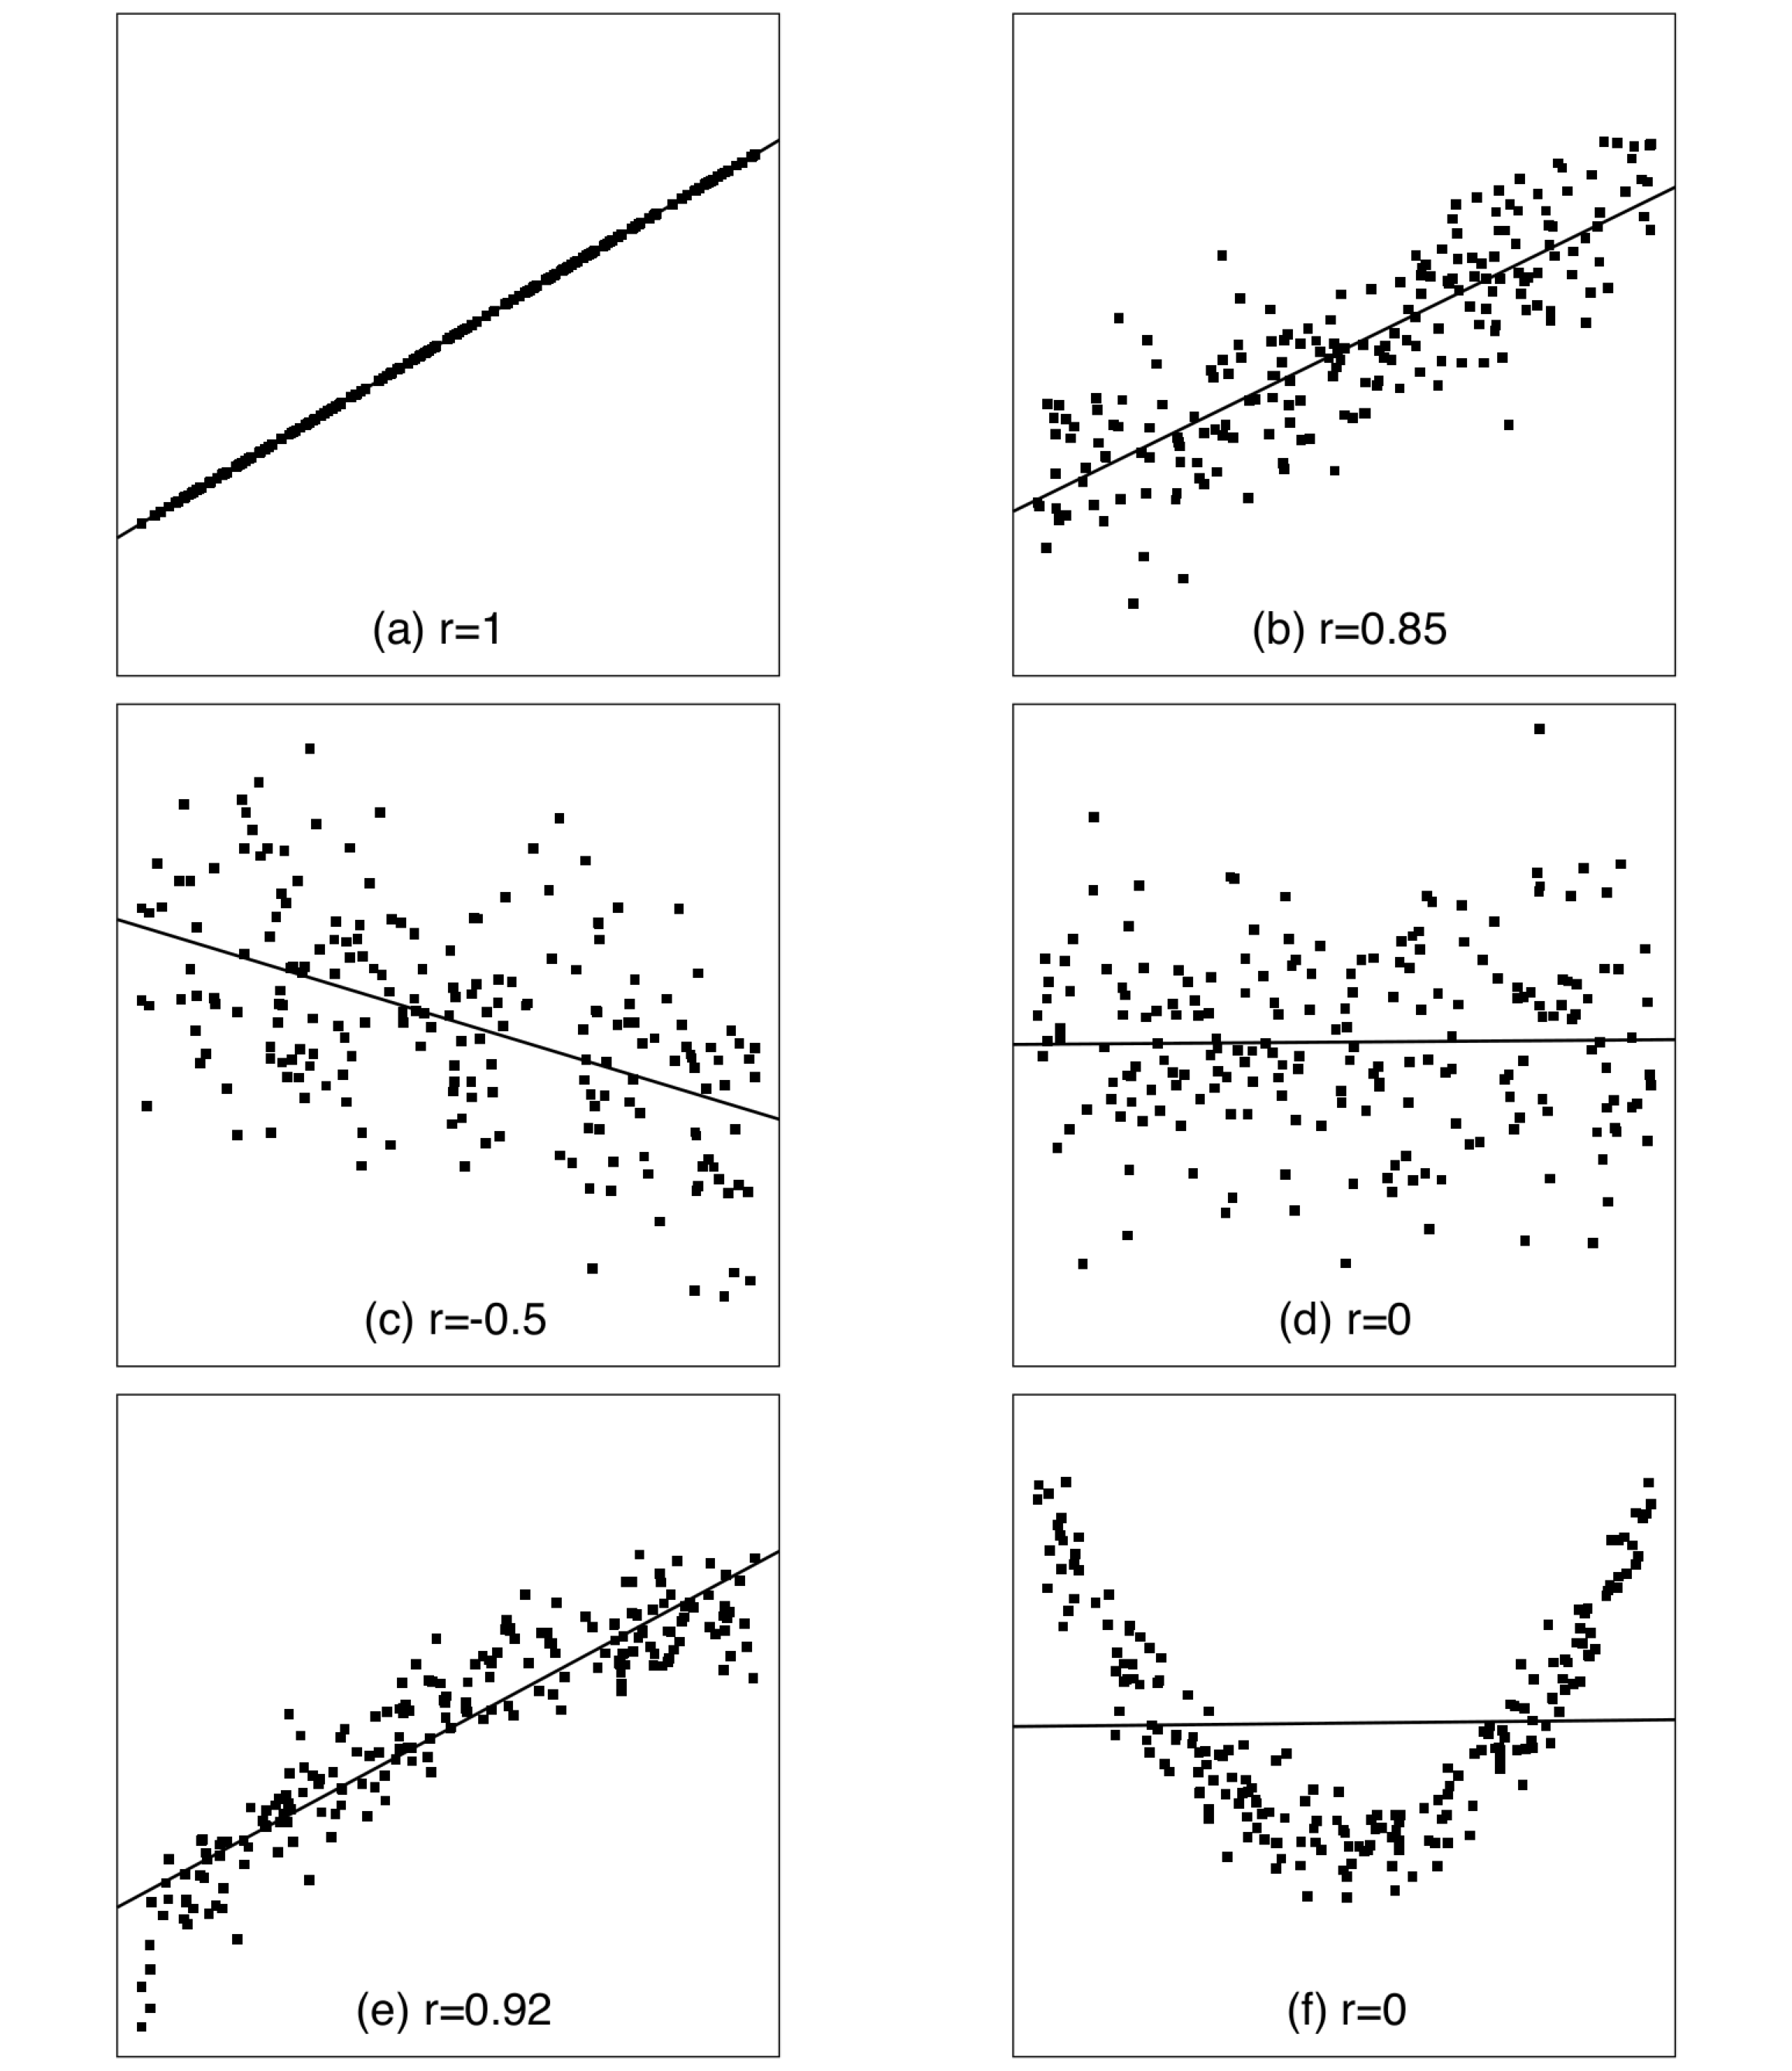 (a) r=1
(b) r=0.85
(c) r=-0.5
(d) r=0
(e) r=0.92
(f) r=0